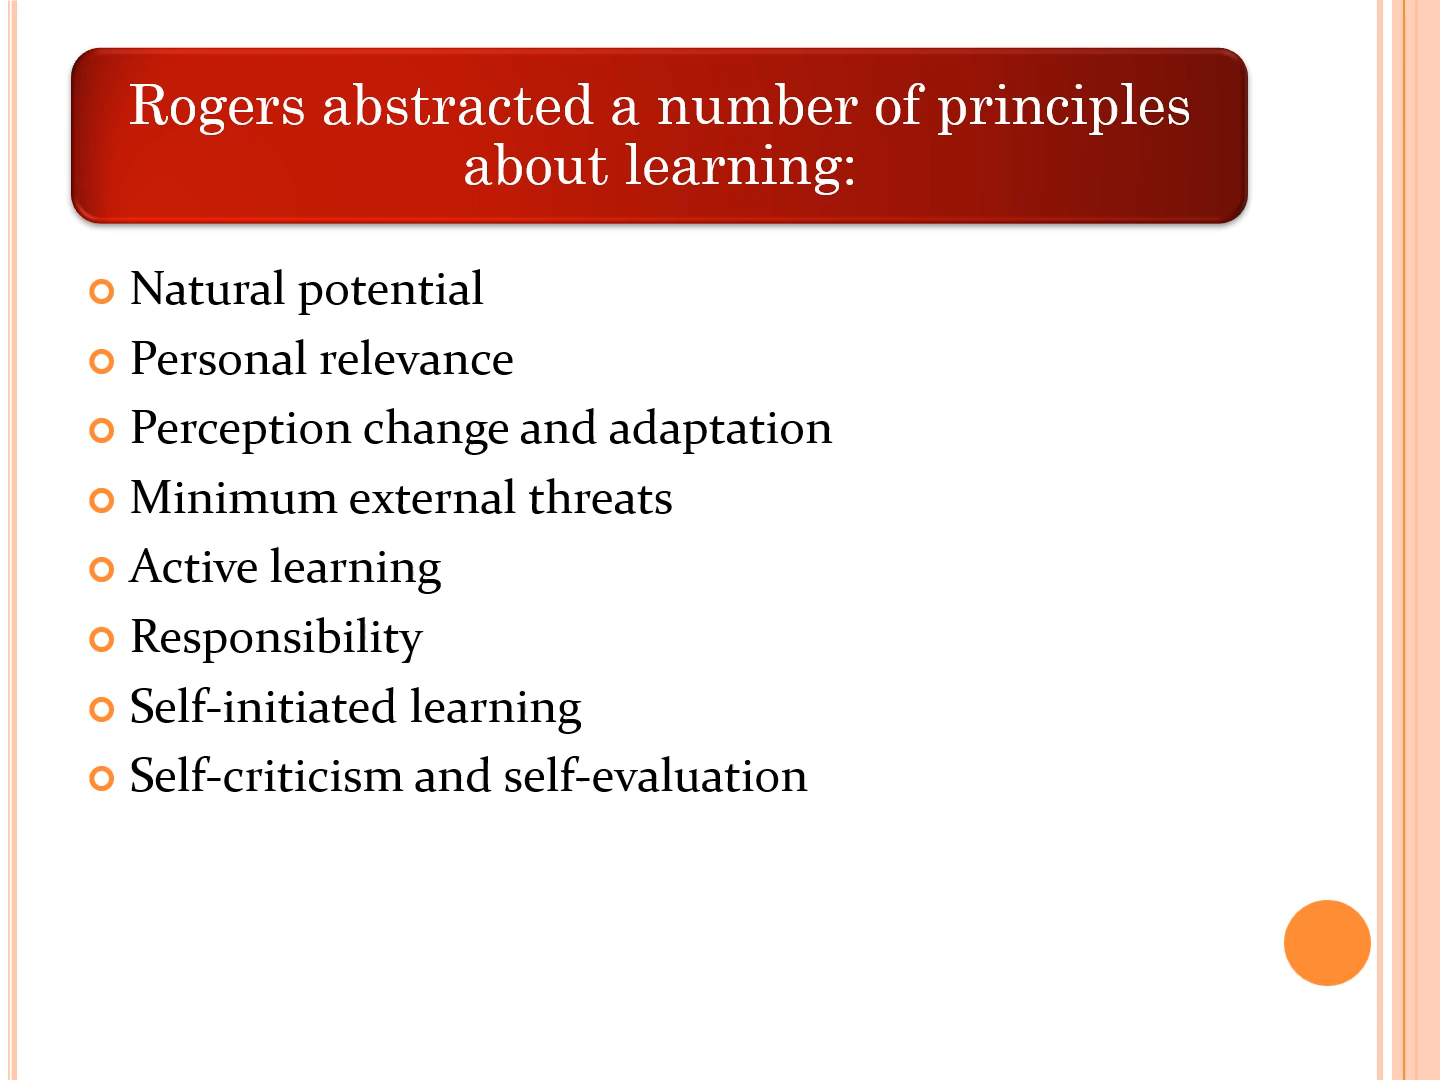 Rogers abstracted a number of principles
about learning:
Natural potential
Personal relevance
Perception change and adaptation
Minimum external threats
Active learning
Responsibility
Self-initiated learning
Self-criticism and self-evaluation